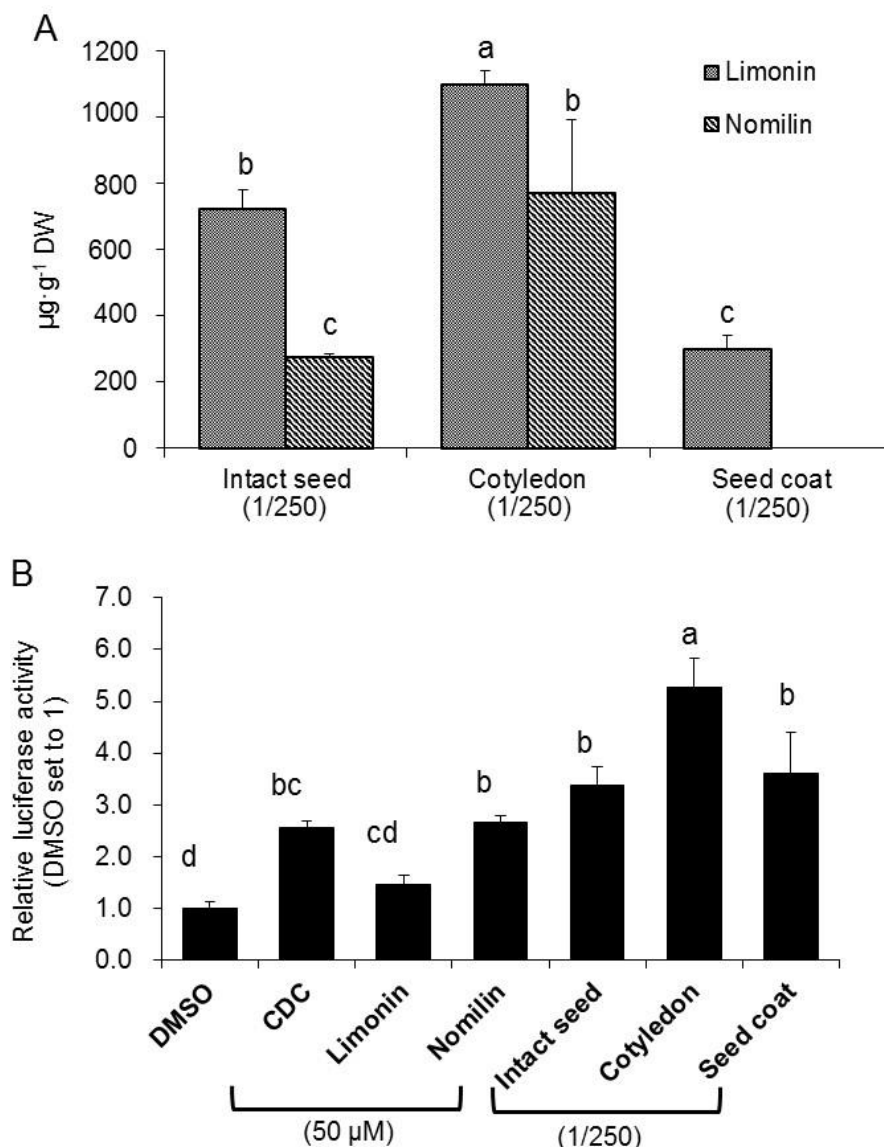 A
1200
1000
800
600
400
200
0
µg·g⁻¹ DW
b
c
a
b
c
Limonin
Nomilin
Intact seed
(1/250)
Cotyledon
(1/250)
Seed coat
(1/250)
B
7.0
6.0
5.0
4.0
3.0
2.0
1.0
0.0
Relative luciferase activity
(DMSO set to 1)
d
bc
cd
b
b
a
b
DMSO
CDC
Limonin
Nomilin
Intact seed
Cotyledon
Seed coat
(50 µM)
(1/250)